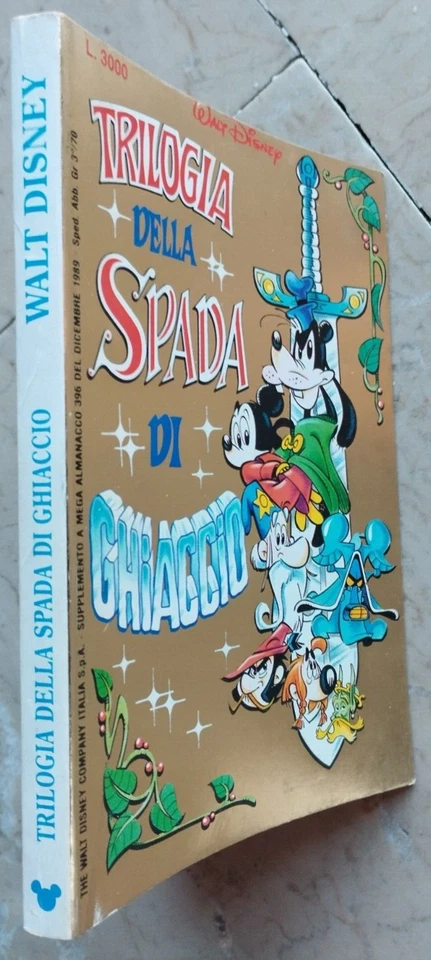 L. 3000
Walt Disney
TRILOGIA
DELLA
SPADA
DI
GHIACCIO
THE WALT DISNEY COMPANY ITALIA S.p.A. - SUPPLEMENTO A MEGA ALMANACCO 396 DEL DICEMBRE 1989 - Sped. Abb. Gr 3°/70
TRILOGIA DELLA SPADA DI GHIACCIO WALT DISNEY